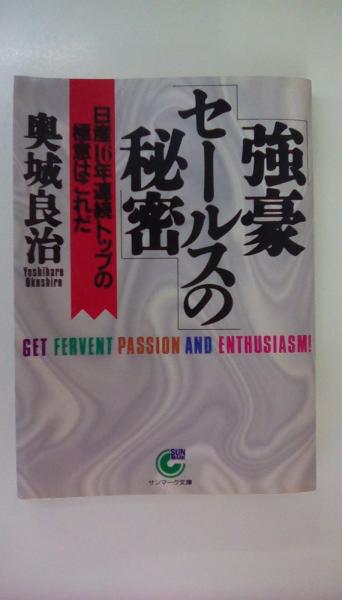 「強豪
セールスの
秘密」
日産16年連続トップの
極意はこれだ
奥城良治
Yoshiharu
Okushiro
GET FERVENT PASSION AND ENTHUSIASM!
SUN
MARK
サンマーク文庫